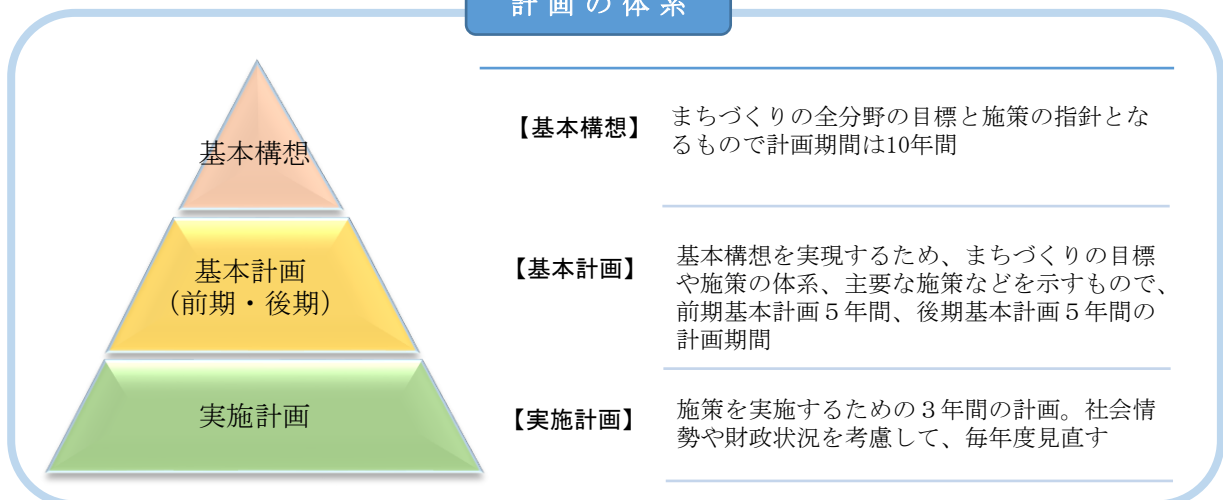 計画の体系
基本構想
基本計画
（前期・後期）
実施計画
【基本構想】
まちづくりの全分野の目標と施策の指針とな
るもので計画期間は10年間
【基本計画】
基本構想を実現するため、まちづくりの目標
や施策の体系、主要な施策などを示すもので、
前期基本計画５年間、後期基本計画５年間の
計画期間
【実施計画】
施策を実施するための３年間の計画。社会情
勢や財政状況を考慮して、毎年度見直す